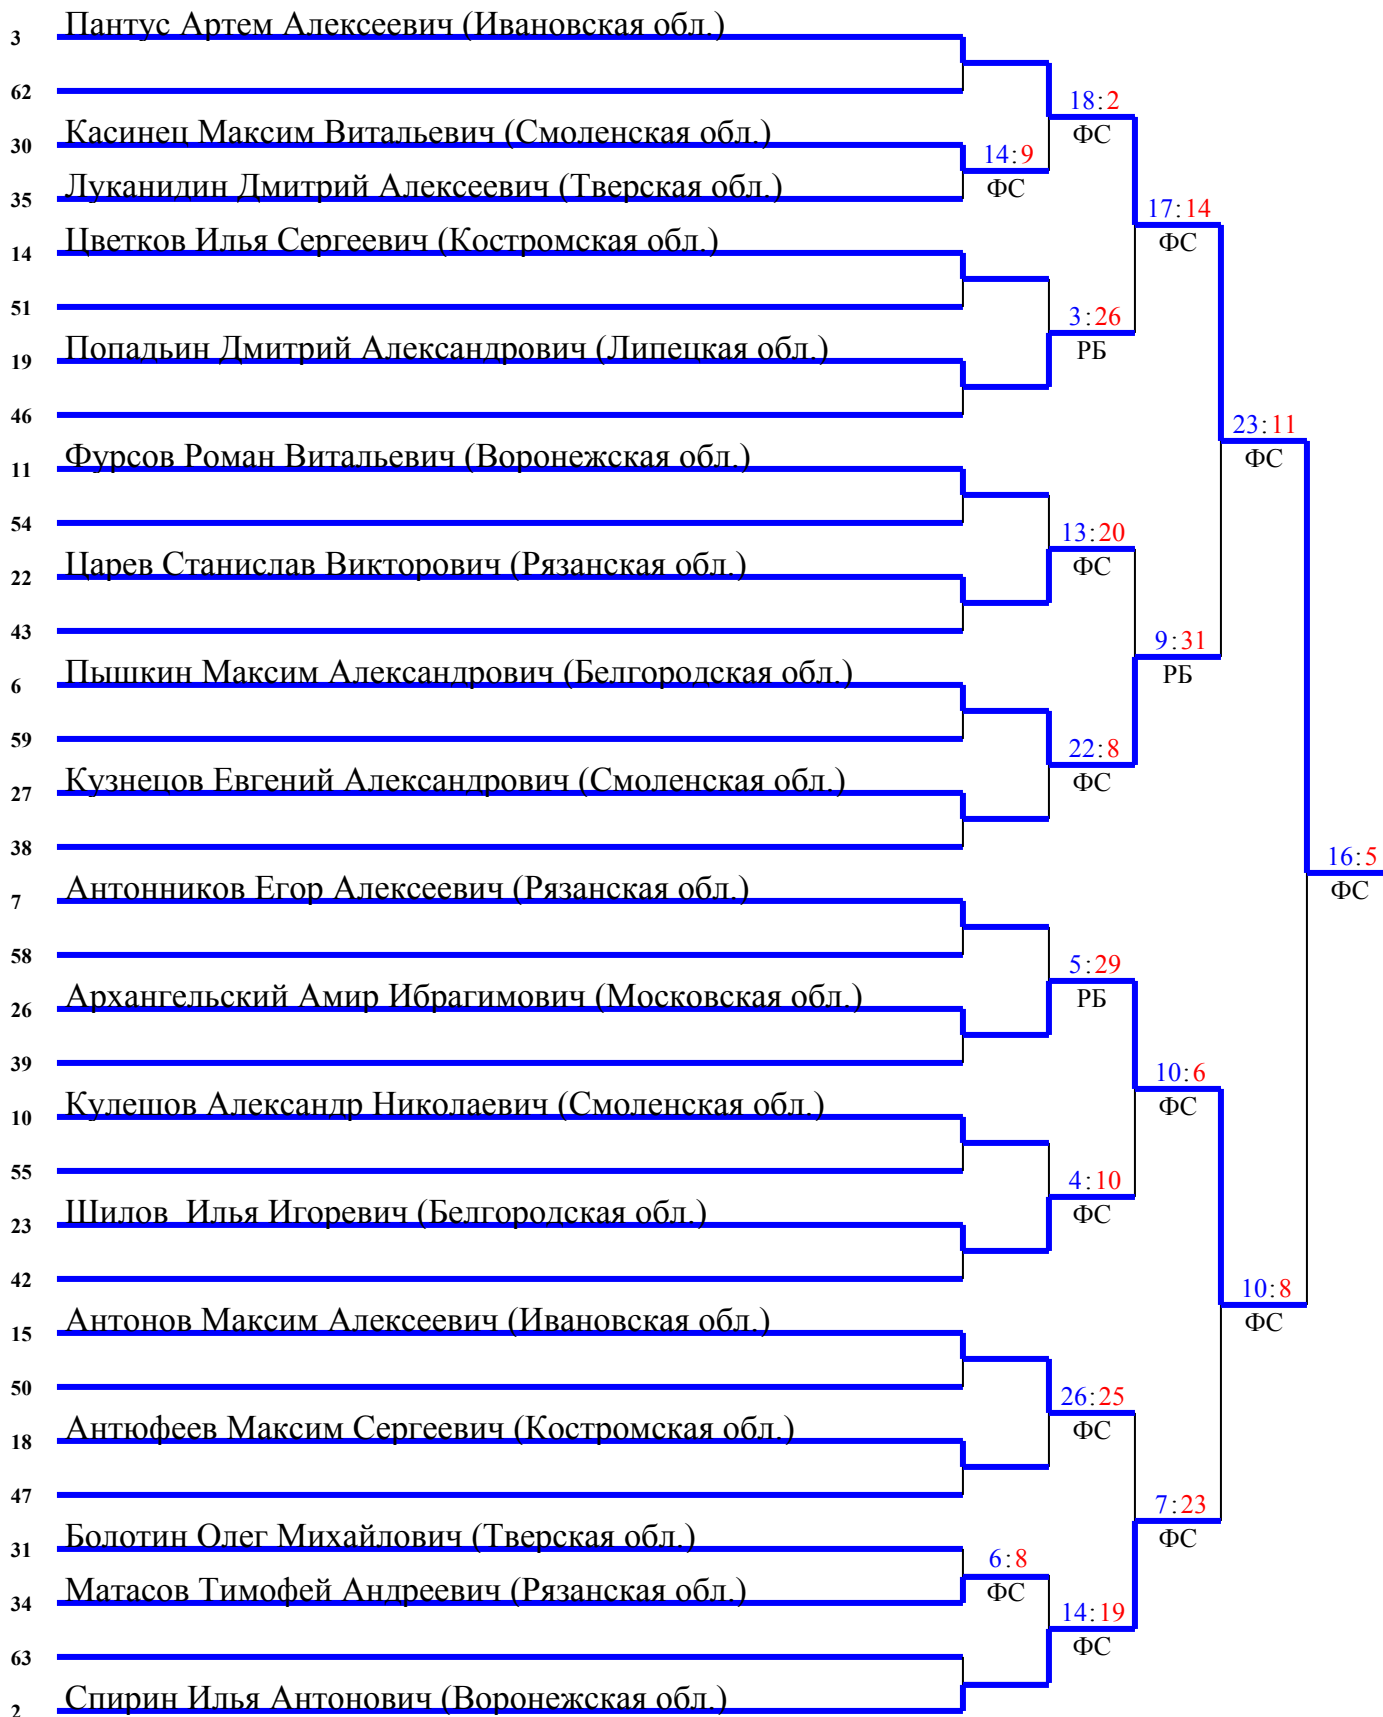 3 Пантус Артем Алексеевич (Ивановская обл.)
62
18:2
30 Касинец Максим Витальевич (Смоленская обл.)
ФС
14:9
35 Луканидин Дмитрий Алексеевич (Тверская обл.)
ФС
17:14
14 Цветков Илья Сергеевич (Костромская обл.)
ФС
51
3:26
19 Попадьин Дмитрий Александрович (Липецкая обл.)
РБ
46
23:11
11 Фурсов Роман Витальевич (Воронежская обл.)
ФС
54
13:20
22 Царев Станислав Викторович (Рязанская обл.)
ФС
43
9:31
6 Пышкин Максим Александрович (Белгородская обл.)
РБ
59
22:8
27 Кузнецов Евгений Александрович (Смоленская обл.)
ФС
38
16:5
7 Антонников Егор Алексеевич (Рязанская обл.)
ФС
58
5:29
26 Архангельский Амир Ибрагимович (Московская обл.)
РБ
39
10:6
10 Кулешов Александр Николаевич (Смоленская обл.)
ФС
55
4:10
23 Шилов  Илья Игоревич (Белгородская обл.)
ФС
42
10:8
15 Антонов Максим Алексеевич (Ивановская обл.)
ФС
50
26:25
18 Антюфеев Максим Сергеевич (Костромская обл.)
ФС
47
7:23
31 Болотин Олег Михайлович (Тверская обл.)
ФС
6:8
34 Матасов Тимофей Андреевич (Рязанская обл.)
ФС
14:19
63
ФС
2 Спирин Илья Антонович (Воронежская обл.)